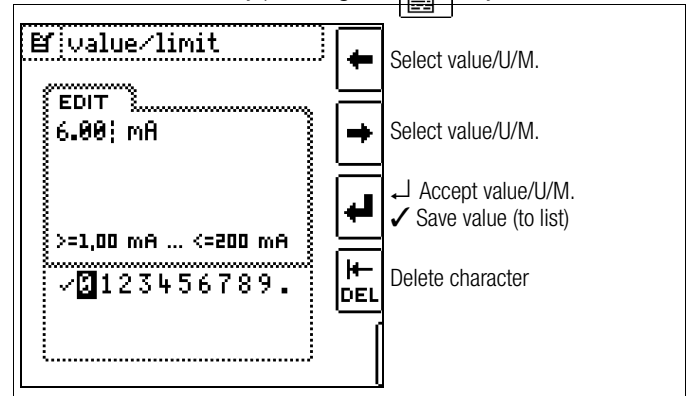 value/limit
EDIT
6.00 mA
>=1,00 mA ... <=200 mA
✓0123456789.
DEL
Select value/U/M.
Select value/U/M.
↵ Accept value/U/M.
✓ Save value (to list)
Delete character